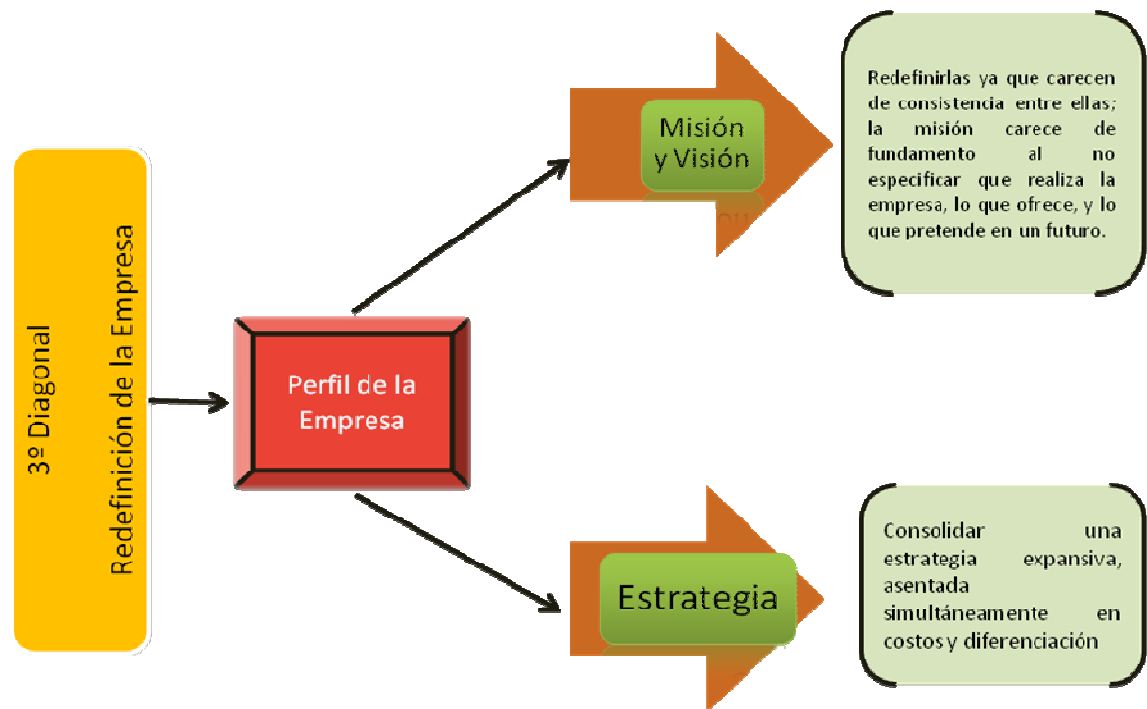 3º Diagonal
Redefinición de la Empresa
Perfil de la
Empresa
Misión
y Visión
Redefinirlas ya que carecen
de consistencia entre ellas;
la misión carece de
fundamento al no
especificar que realiza la
empresa, lo que ofrece, y lo
que pretende en un futuro.
Estrategia
Consolidar una
estrategia expansiva,
asentada
simultáneamente en
costos y diferenciación